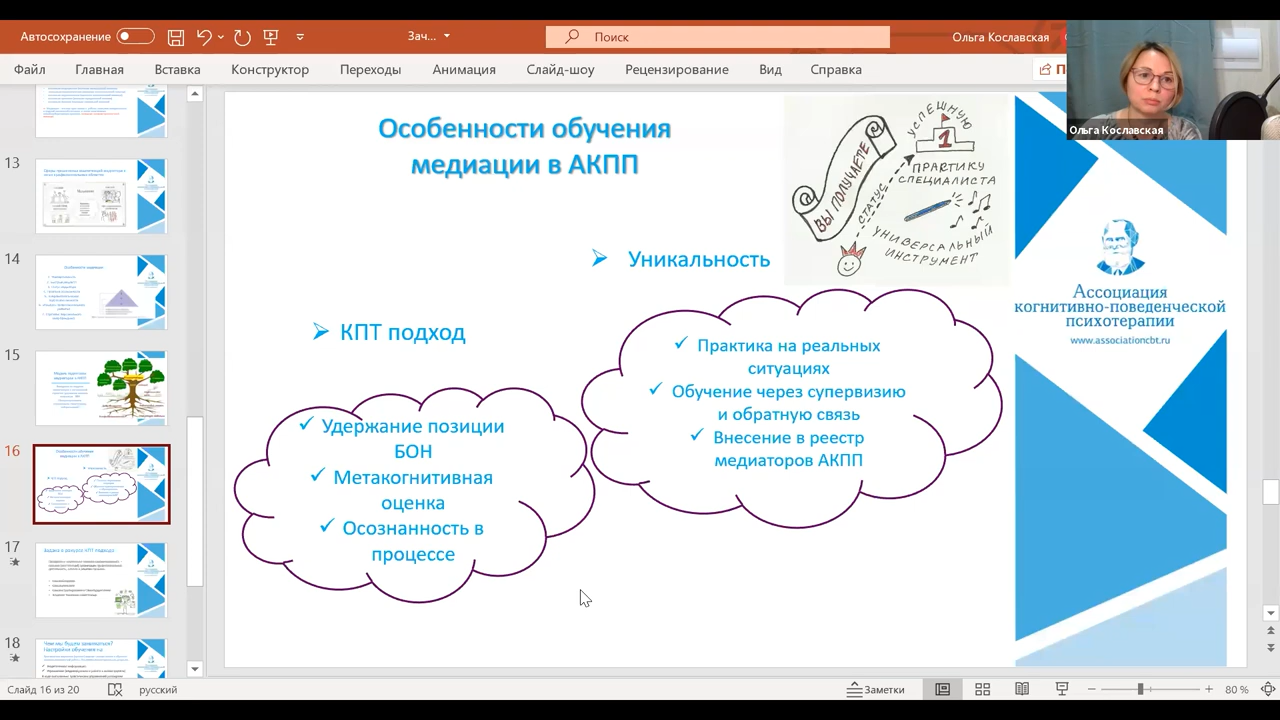 Автосохранение
Зач...
Поиск
Ольга Кославская
Файл
Главная
Вставка
Конструктор
Переходы
Анимация
Слайд-шоу
Рецензирование
Вид
Справка
Ольга Кославская
13
14
15
16
17
18
Особенности обучения
медиации в АКПП
ВЫ ПОЛУЧАЕТЕ
СТАТУС
УСПЕШНУЮ
1
ПРАКТИКУ
СПЕЦИАЛИСТА
УНИВЕРСАЛЬНЫЙ
ИНСТРУМЕНТ
Уникальность
КПТ подход
Практика на реальных
ситуациях
Обучение через супервизию
и обратную связь
Внесение в реестр
медиаторов АКПП
Удержание позиции
БОН
Метакогнитивная
оценка
Осознанность в
процессе
Ассоциация
когнитивно-поведенческой
психотерапии
www.associationcbt.ru
Слайд 16 из 20
русский
Заметки
80 %